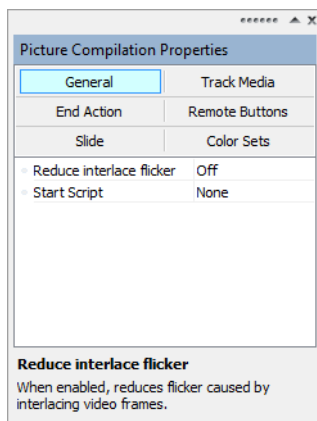 Picture Compilation Properties
General Track Media
End Action Remote Buttons
Slide Color Sets
Reduce interlace flicker Off
Start Script None
Reduce interlace flicker
When enabled, reduces flicker caused by
interlacing video frames.